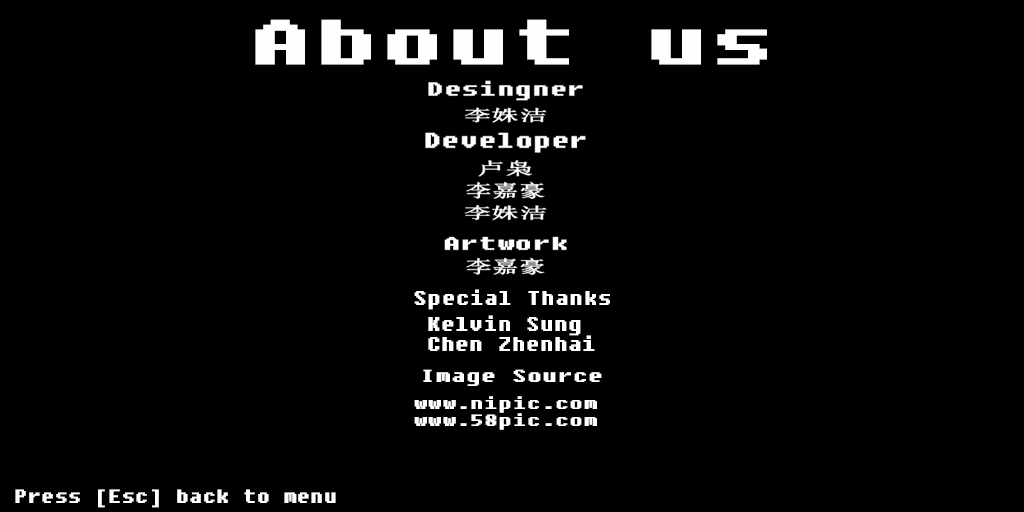 About us
Desingner
李姝洁
Developer
卢枭
李嘉豪
李姝洁
Artwork
李嘉豪
Special Thanks
Kelvin Sung
Chen Zhenhai
Image Source
www.nipic.com
www.58pic.com
Press [Esc] back to menu